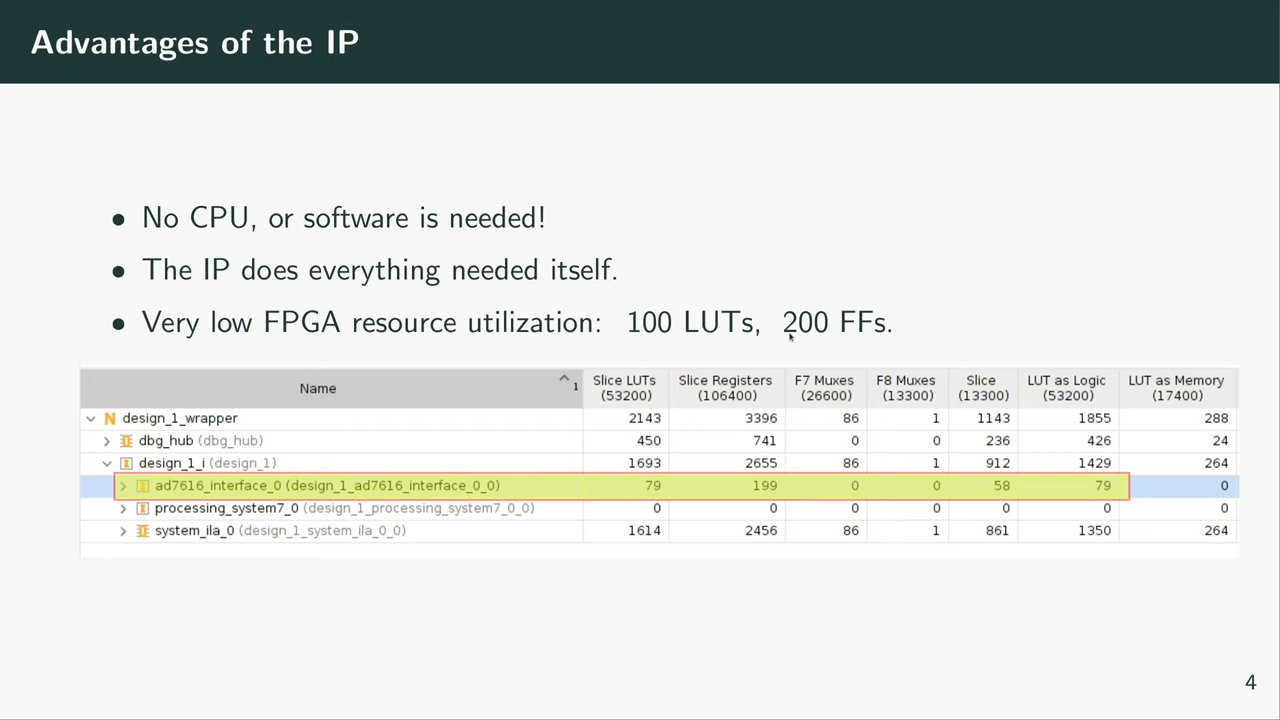 Advantages of the IP
• No CPU, or software is needed!
• The IP does everything needed itself.
• Very low FPGA resource utilization: 100 LUTs, 200 FFs.
Name 1 Slice LUTs (53200) Slice Registers (106400) F7 Muxes (26600) F8 Muxes (13300) Slice (13300) LUT as Logic (53200) LUT as Memory (17400)
N design_1_wrapper 2143 3396 86 1 1143 1855 288
dbg_hub (dbg_hub) 450 741 0 0 236 426 24
design_1_i (design_1) 1693 2655 86 1 912 1429 264
ad7616_interface_0 (design_1_ad7616_interface_0_0) 79 199 0 0 58 79 0
processing_system7_0 (design_1_processing_system7_0_0) 0 0 0 0 0 0 0
system_ila_0 (design_1_system_ila_0_0) 1614 2456 86 1 861 1350 264
4